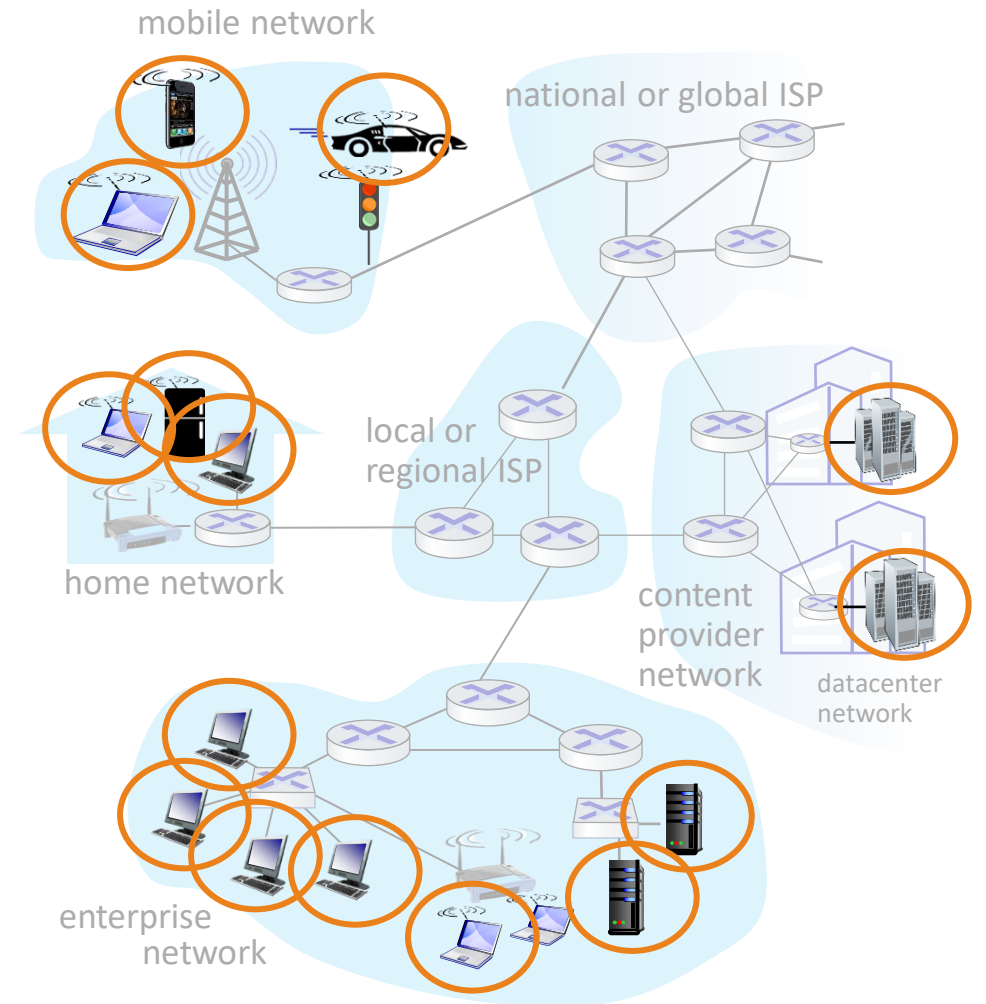 mobile network
national or global ISP
local or
regional ISP
home network
content
provider
network
datacenter
network
enterprise
network